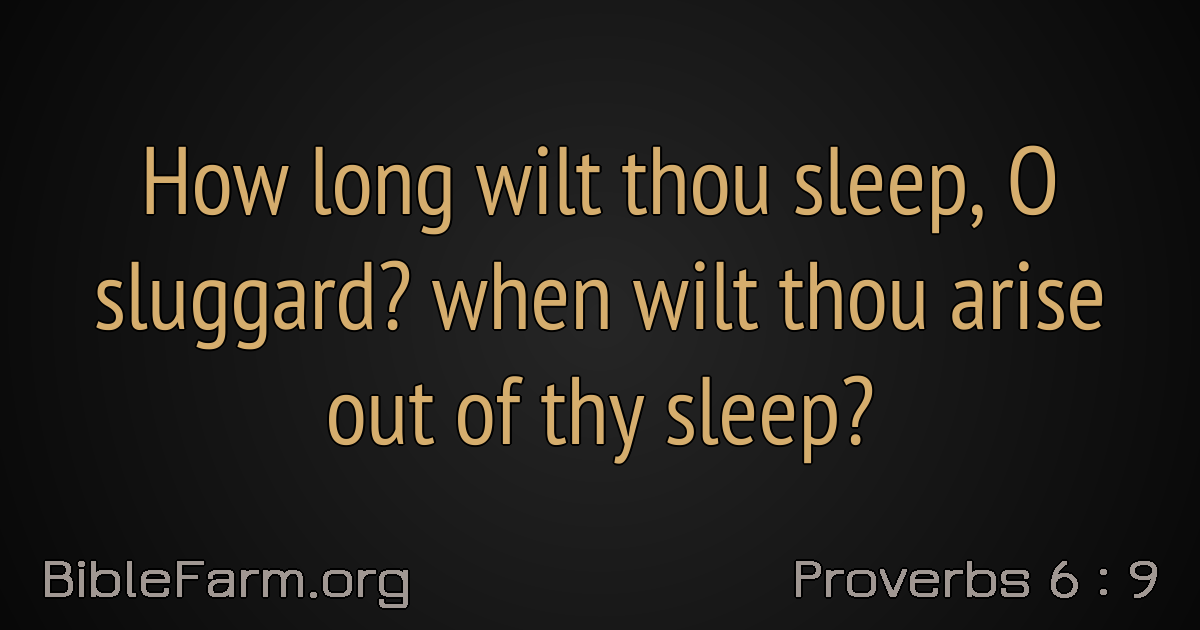 How long wilt thou sleep, O
sluggard? when wilt thou arise
out of thy sleep?
BibleFarm.org
Proverbs 6 : 9